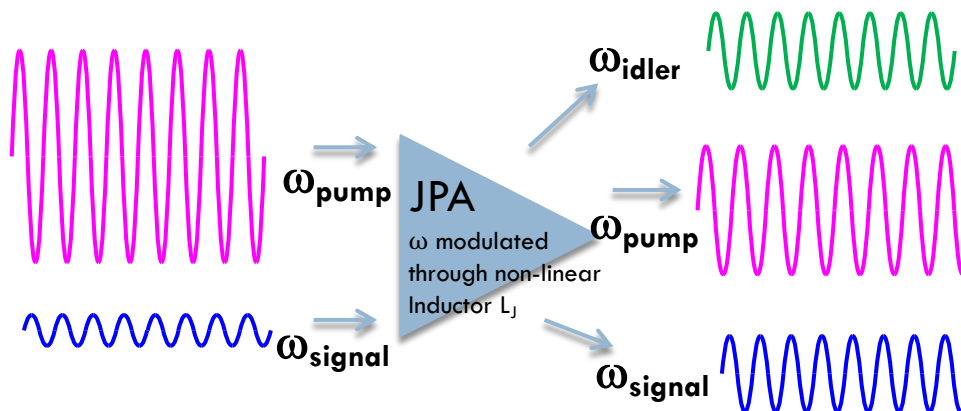 ωidler
ωpump
JPA
ω modulated
through non-linear
Inductor LJ
ωpump
ωsignal
ωsignal